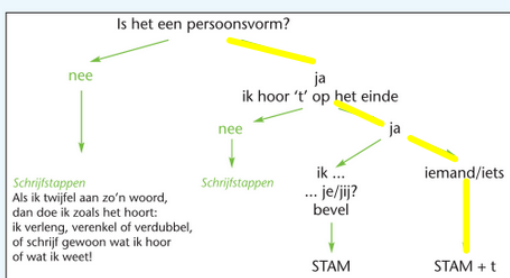 Is het een persoonsvorm?
nee
ja
ik hoor ‘t’ op het einde
nee
ja
Schrijfstappen
Als ik twijfel aan zo’n woord,
dan doe ik zoals het hoort:
ik verleng, verenkel of verdubbel,
of schrijf gewoon wat ik hoor
of wat ik weet!
Schrijfstappen
ik ...
... je/jij?
bevel
iemand/iets
STAM
STAM + t